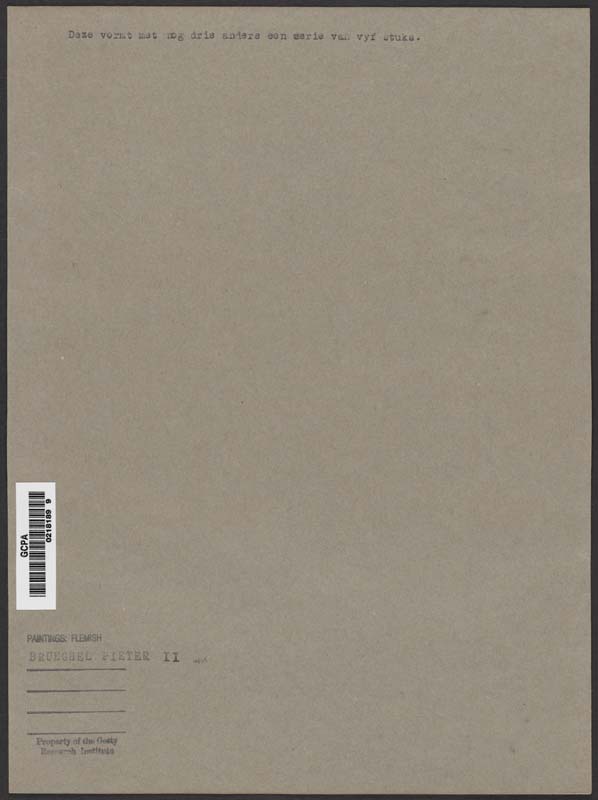 Deze vormt met nog drie anders een serie van vyf stuks.
GCPA
0218189 9
PAINTINGS: FLEMISH
BRUEGHEL PIETER II
Property of the Getty
Research Institute